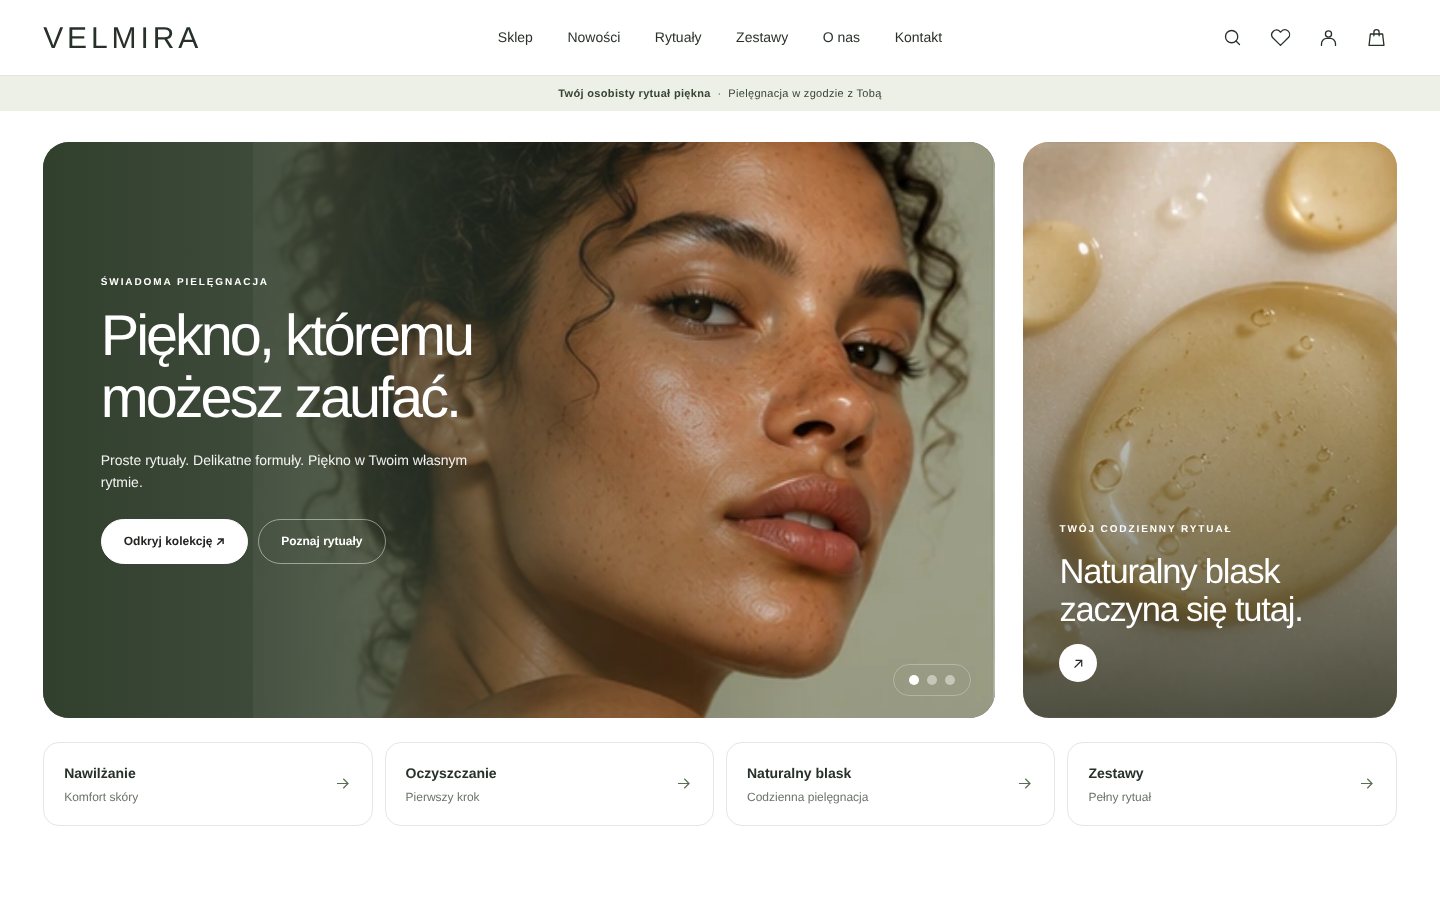 VELMIRA
Sklep
Nowości
Rytuały
Zestawy
O nas
Kontakt
Twój osobisty rytuał piękna · Pielęgnacja w zgodzie z Tobą
ŚWIADOMA PIELĘGNACJA
Piękno, któremu
możesz zaufać.
Proste rytuały. Delikatne formuły. Piękno w Twoim własnym
rytmie.
Odkryj kolekcję
Poznaj rytuały
TWÓJ CODZIENNY RYTUAŁ
Naturalny blask
zaczyna się tutaj.
Nawilżanie
Komfort skóry
Oczyszczanie
Pierwszy krok
Naturalny blask
Codzienna pielęgnacja
Zestawy
Pełny rytuał